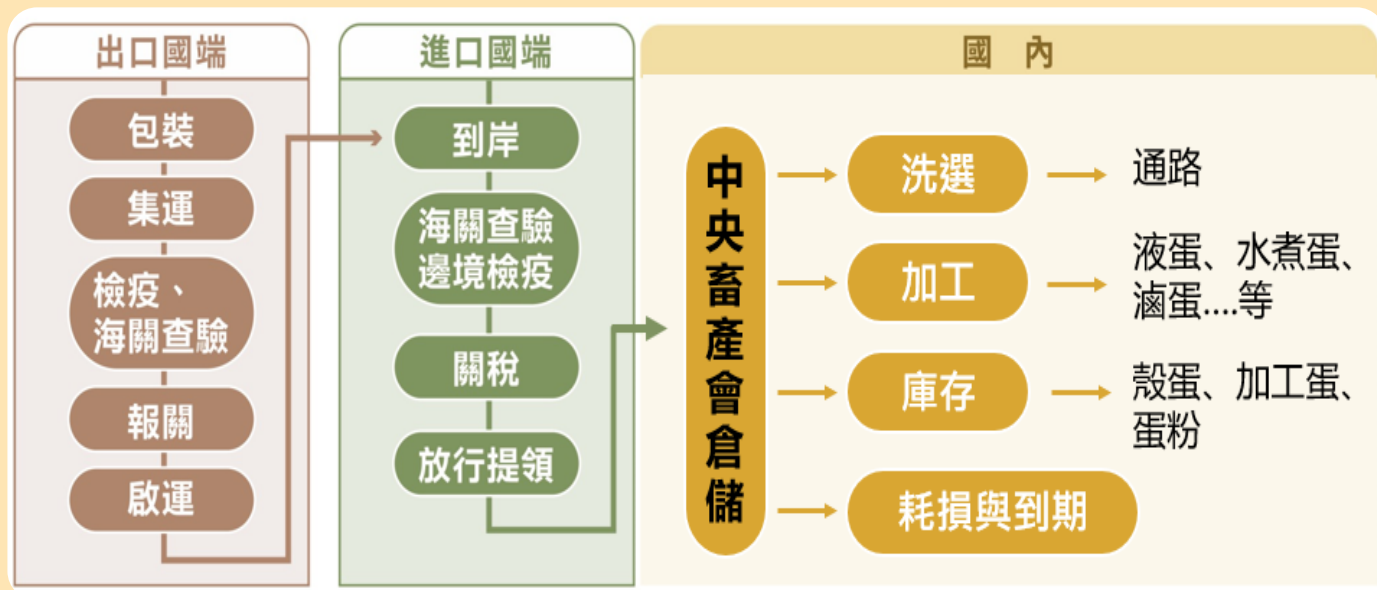 出口國端
包裝
集運
檢疫、
海關查驗
報關
啟運
進口國端
到岸
海關查驗
邊境檢疫
關稅
放行提領
國內
中央畜產會倉儲
洗選
通路
加工
液蛋、水煮蛋、
滷蛋....等
庫存
殼蛋、加工蛋、
蛋粉
耗損與到期